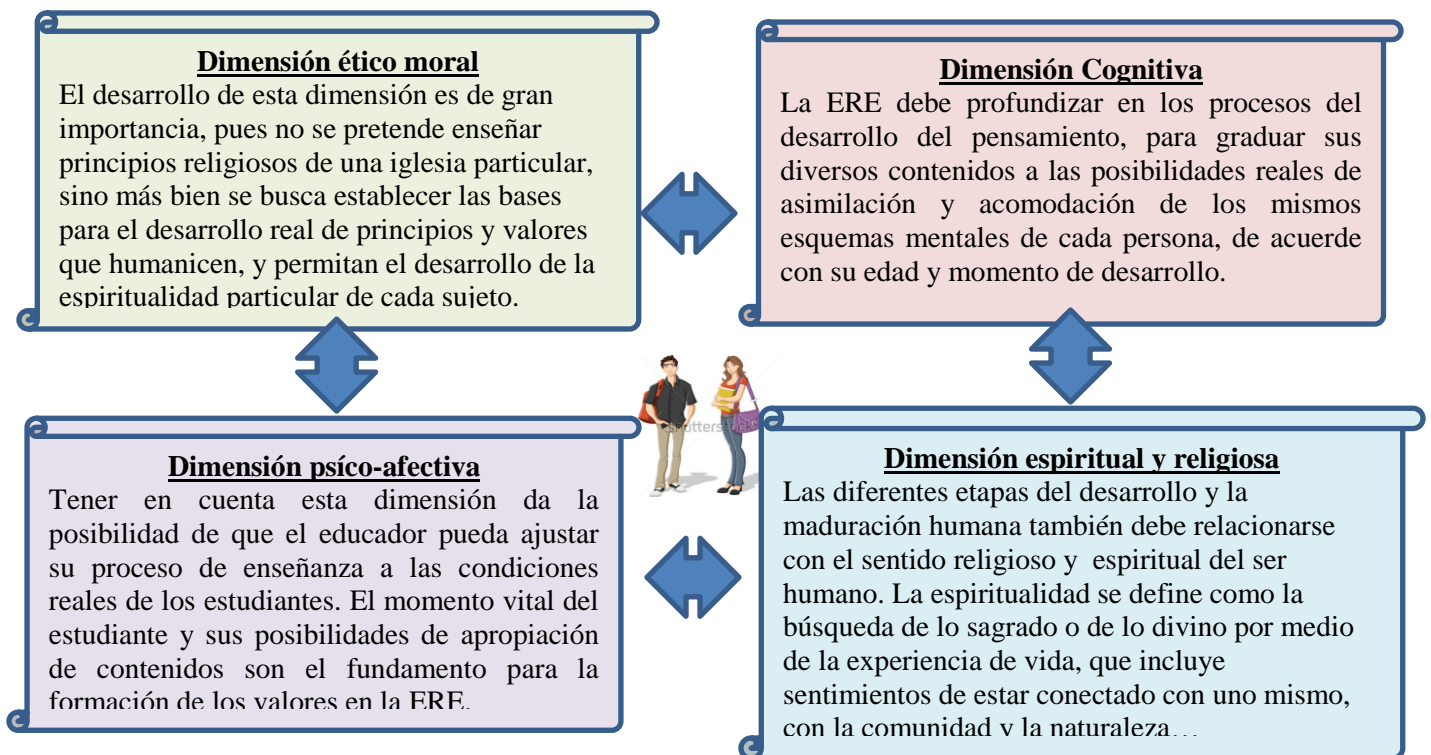 Dimensión ético moral
El desarrollo de esta dimensión es de gran
importancia, pues no se pretende enseñar
principios religiosos de una iglesia particular,
sino más bien se busca establecer las bases
para el desarrollo real de principios y valores
que humanicen, y permitan el desarrollo de la
espiritualidad particular de cada sujeto.
Dimensión Cognitiva
La ERE debe profundizar en los procesos del
desarrollo del pensamiento, para graduar sus
diversos contenidos a las posibilidades reales de
asimilación y acomodación de los mismos
esquemas mentales de cada persona, de acuerde
con su edad y momento de desarrollo.
shutterstock
Dimensión psíco-afectiva
Tener en cuenta esta dimensión da la
posibilidad de que el educador pueda ajustar
su proceso de enseñanza a las condiciones
reales de los estudiantes. El momento vital del
estudiante y sus posibilidades de apropiación
de contenidos son el fundamento para la
formación de los valores en la ERE.
Dimensión espiritual y religiosa
Las diferentes etapas del desarrollo y la
maduración humana también debe relacionarse
con el sentido religioso y espiritual del ser
humano. La espiritualidad se define como la
búsqueda de lo sagrado o de lo divino por medio
de la experiencia de vida, que incluye
sentimientos de estar conectado con uno mismo,
con la comunidad y la naturaleza…